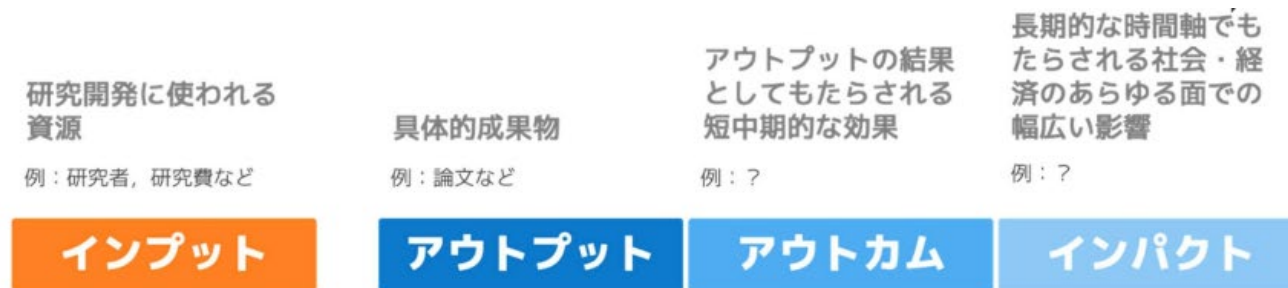 研究開発に使われる
資源
例：研究者，研究費など
インプット
具体的成果物
例：論文など
アウトプット
アウトプットの結果
としてもたらされる
短中期的な効果
例：？
アウトカム
長期的な時間軸でも
たらされる社会・経
済のあらゆる面での
幅広い影響
例：？
インパクト